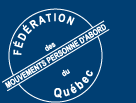 FÉDÉRATION
des
MOUVEMENTS PERSONNE D'ABORD
du
Québec